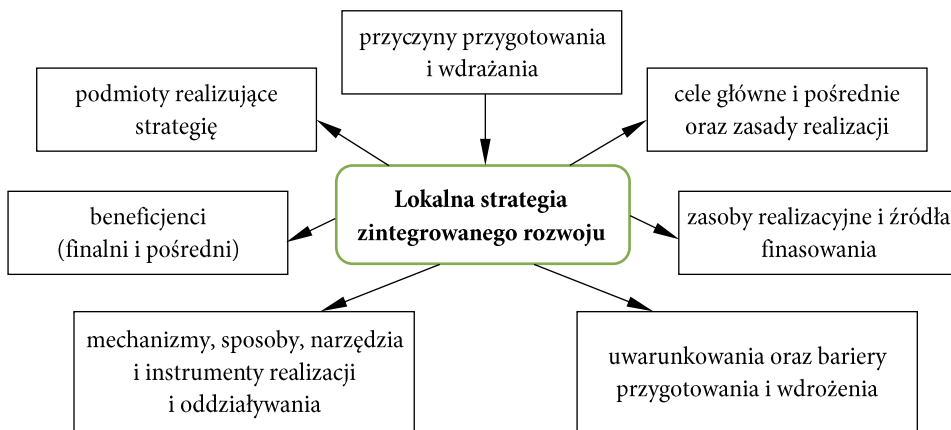 przyczyny przygotowania
i wdrażania
podmioty realizujące
strategię
cele główne i pośrednie
oraz zasady realizacji
Lokalna strategia
zintegrowanego rozwoju
beneficjenci
(finalni i pośredni)
zasoby realizacyjne i źródła
finasowania
mechanizmy, sposoby, narzędzia
i instrumenty realizacji
i oddziaływania
uwarunkowania oraz bariery
przygotowania i wdrożenia